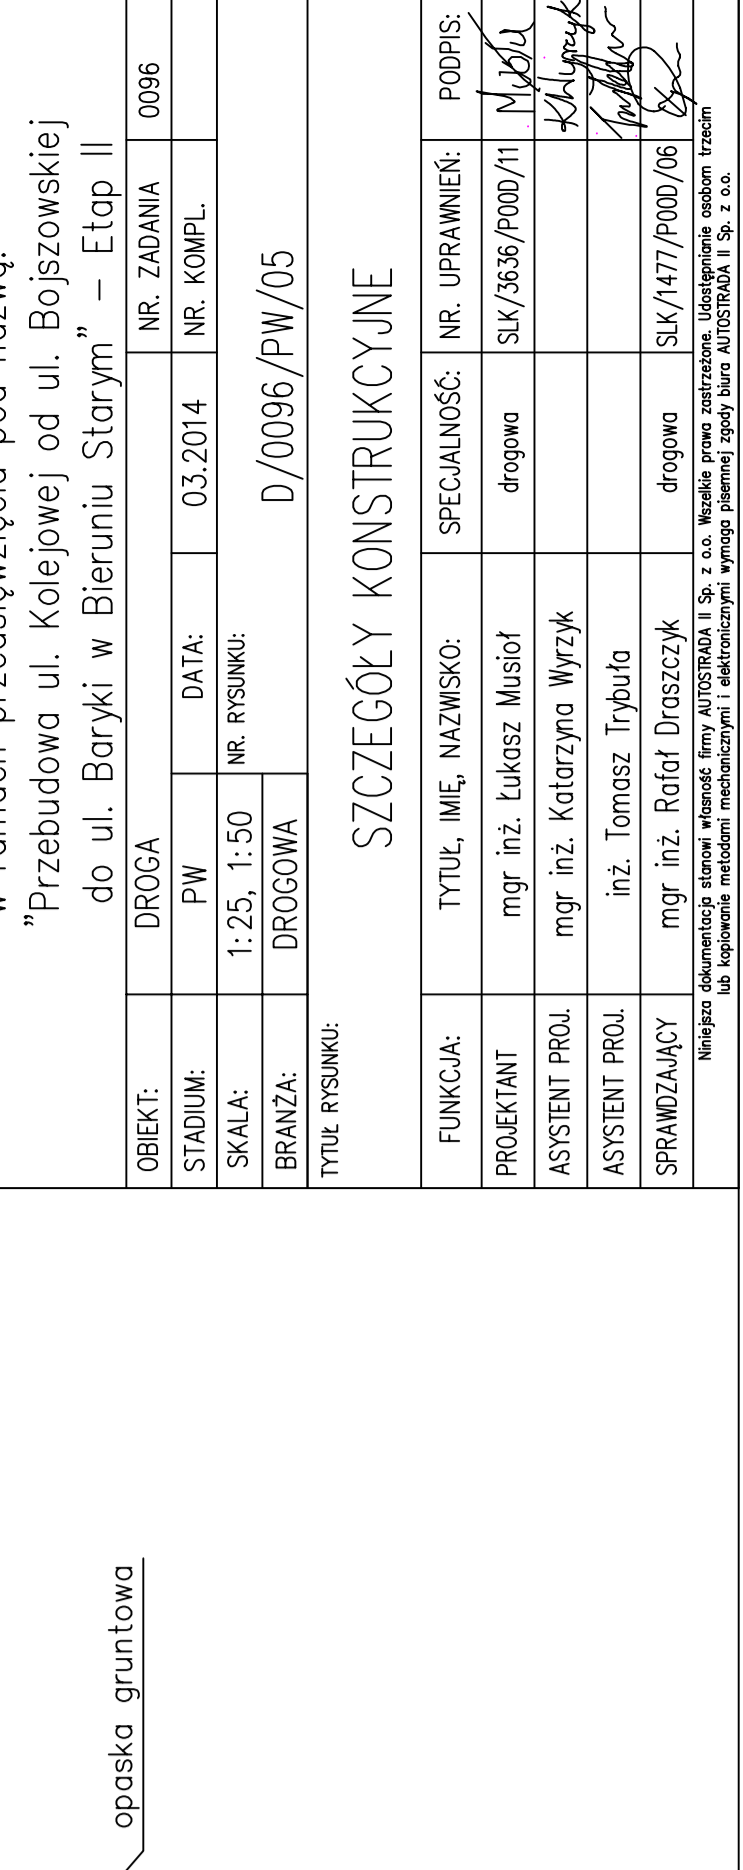 "Przebudowa ul. Kolejowej od ul. Bojszowskiej
do ul. Baryki w Bieruniu Starym" – Etap II
OBIEKT: DROGA NR. ZADANIA 0096
STADIUM: PW DATA: 03.2014 NR. KOMPL.
SKALA: 1:25, 1:50 NR. RYSUNKU: D/0096/PW/05
BRANŻA: DROGOWA
TYTUŁ RYSUNKU:
SZCZEGÓŁY KONSTRUKCYJNE
FUNKCJA: TYTUŁ, IMIĘ, NAZWISKO: SPECJALNOŚĆ: NR. UPRAWNIEŃ: PODPIS:
PROJEKTANT mgr inż. Łukasz Musioł drogowa SLK/3636/POOD/11
ASYSTENT PROJ. mgr inż. Katarzyna Wyrzyk
ASYSTENT PROJ. inż. Tomasz Trybuła
SPRAWDZAJĄCY mgr inż. Rafał Draszczyk drogowa SLK/1477/POOD/06
Niniejsza dokumentacja stanowi własność firmy AUTOSTRADA II Sp. z o.o. Wszelkie prawa zastrzeżone. Udostępnianie osobom trzecim
lub kopiowanie metodami mechanicznymi i elektronicznymi wymaga pisemnej zgody biura AUTOSTRADA II Sp. z o.o.
opaska gruntowa